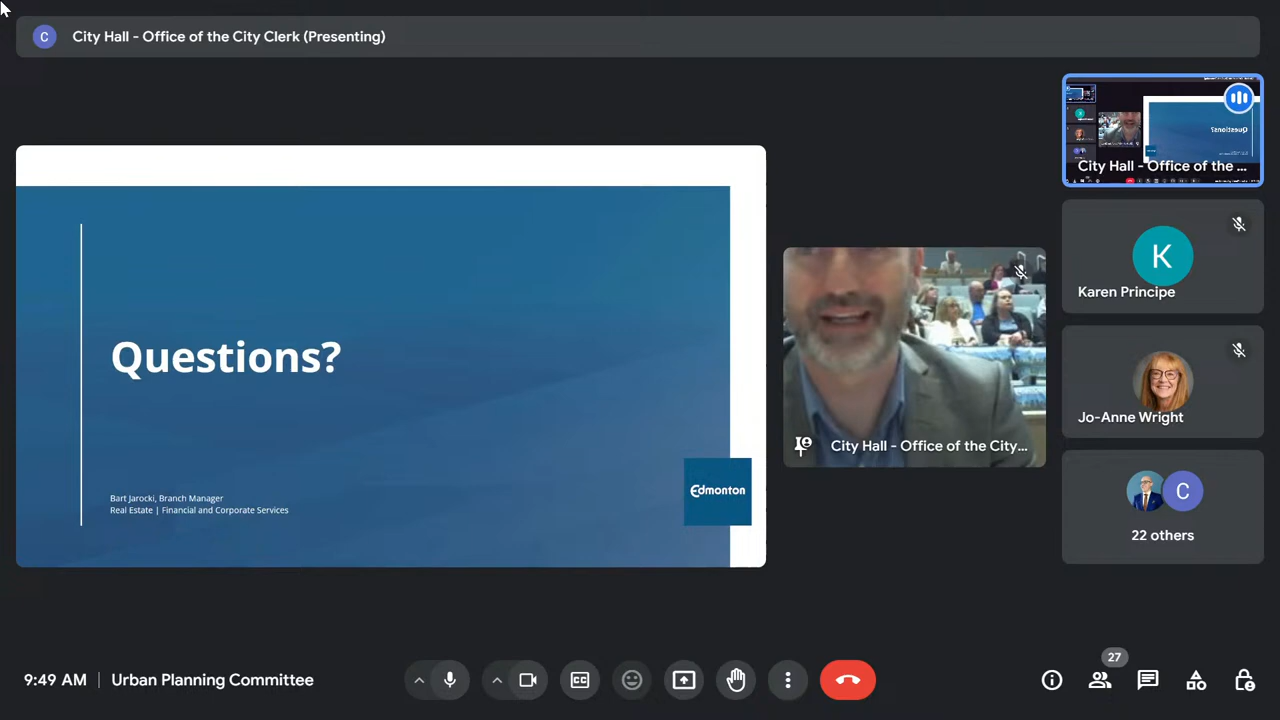 C
City Hall - Office of the City Clerk (Presenting)
Questions?
Bart Jarocki, Branch Manager
Real Estate | Financial and Corporate Services
Edmonton
City Hall - Office of the City...
City Hall - Office of the ...
K
Karen Principe
Jo-Anne Wright
C
22 others
9:49 AM | Urban Planning Committee
CC
27